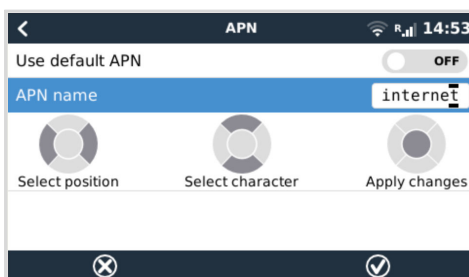 APN R 14:53
Use default APN OFF
APN name internet
Select position Select character Apply changes